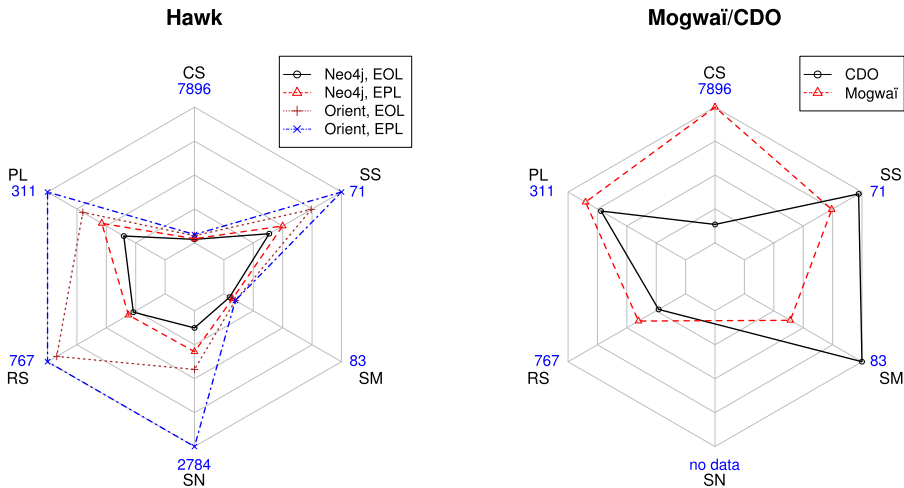 Hawk
CS
7896
Neo4j, EOL
Neo4j, EPL
Orient, EOL
Orient, EPL
PL
311
SS
71
767
RS
83
SM
2784
SN
Mogwaï/CDO
CS
7896
CDO
Mogwaï
PL
311
SS
71
767
RS
83
SM
no data
SN